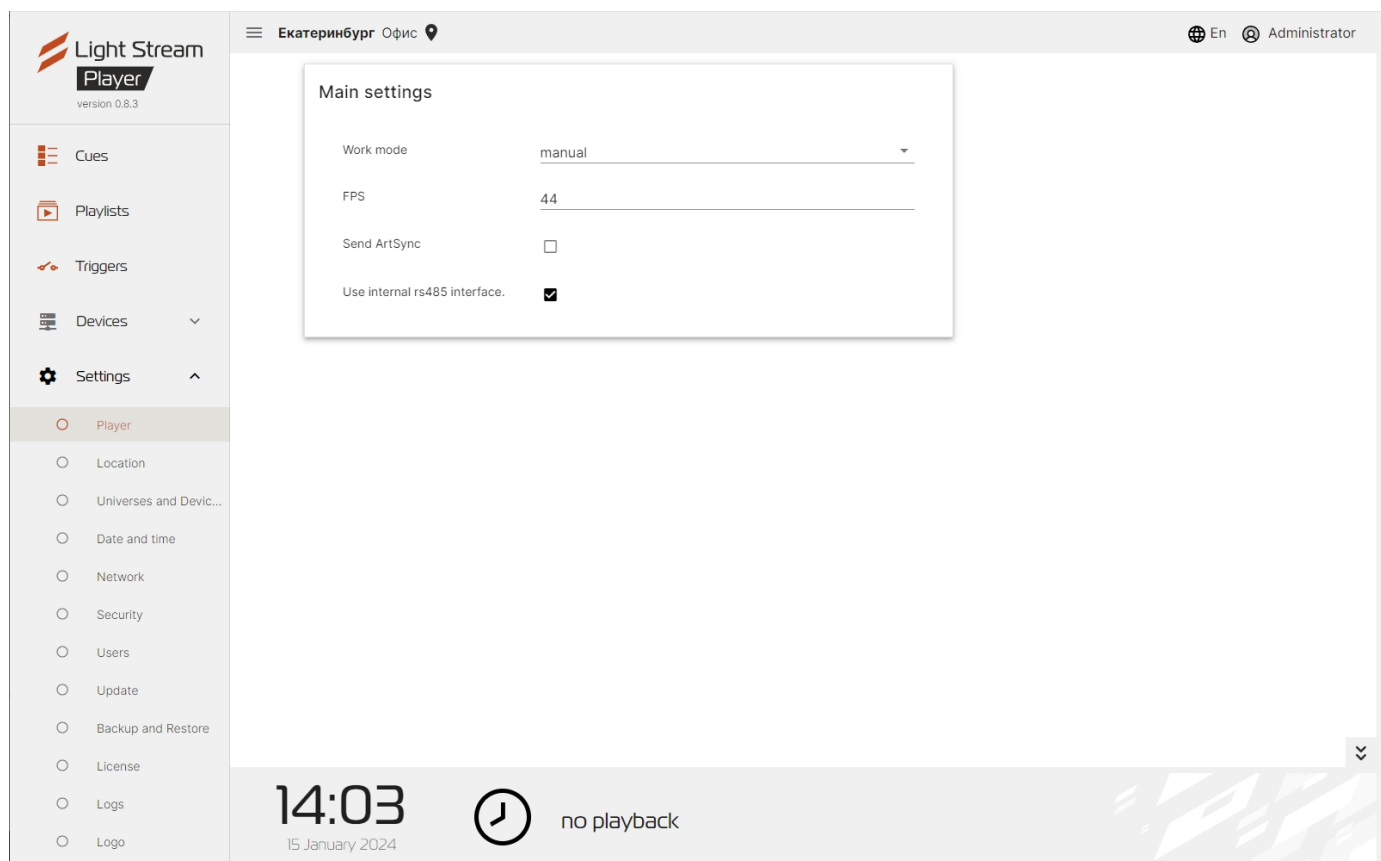 Light Stream
Player
version 0.8.3
Cues
Playlists
Triggers
Devices
Settings
Player
Location
Universes and Devic...
Date and time
Network
Security
Users
Update
Backup and Restore
License
Logs
Logo
Екатеринбург Офис
En Administrator
Main settings
Work mode manual
FPS 44
Send ArtSync
Use internal rs485 interface.
14:03
15 January 2024
no playback